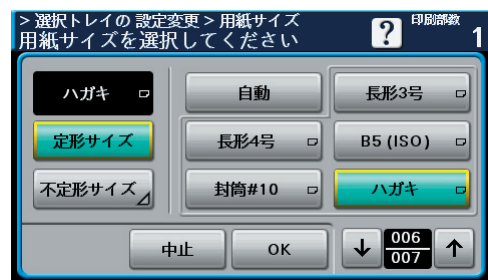 > 選択トレイの 設定変更 > 用紙サイズ
用紙サイズを選択してください
?
印刷部数
1
ハガキ
自動
長形3号
定形サイズ
長形4号
B5 (ISO)
不定形サイズ
封筒#10
ハガキ
中止
OK
↓
006
007
↑